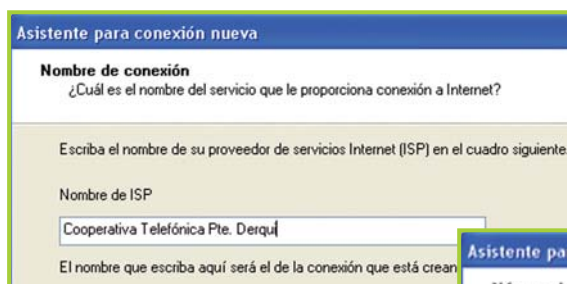 Asistente para conexión nueva
Nombre de conexión
¿Cuál es el nombre del servicio que le proporciona conexión a Internet?
Escriba el nombre de su proveedor de servicios Internet (ISP) en el cuadro siguiente.
Nombre de ISP
Cooperativa Telefónica Pte. Derqui
El nombre que escriba aquí será el de la conexión que está crean
Asistente pa